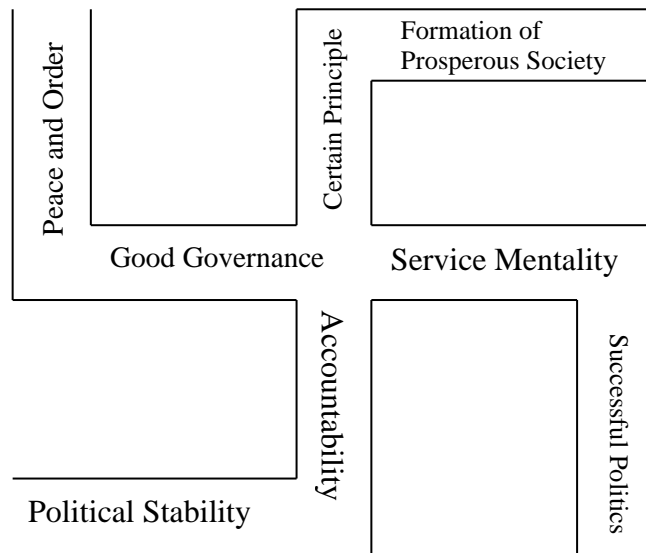 Formation of
Prosperous Society
Peace and Order
Certain Principle
Good Governance
Service Mentality
Accountability
Successful Politics
Political Stability